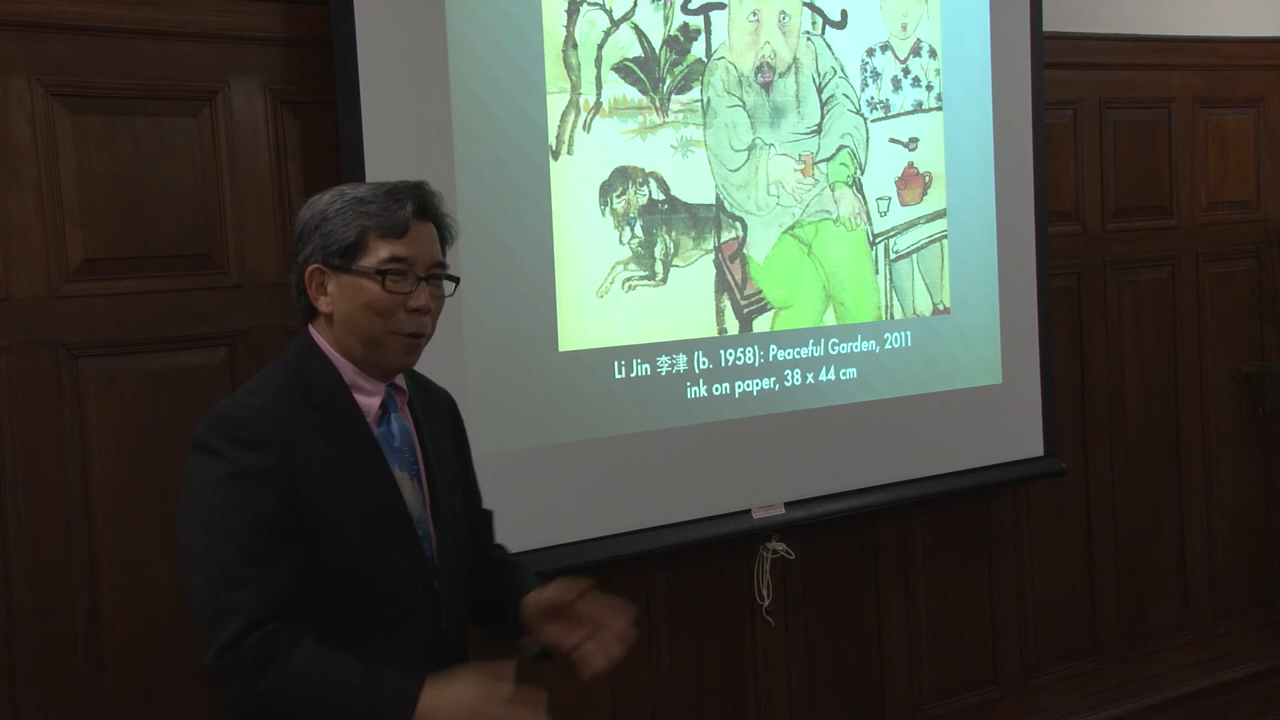 Li Jin 李津 (b. 1958): Peaceful Garden, 2011
ink on paper, 38 x 44 cm